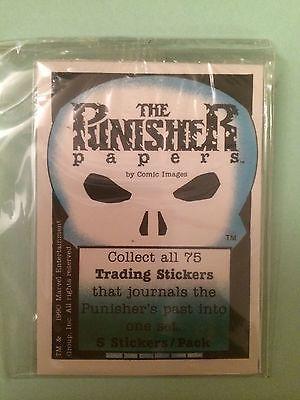 THE
PUNISHER
papers™
by Comic Images
TM
Collect all 75
Trading Stickers
that journals the
Punisher's past into
one set.
5 Stickers/Pack
TM & © 1990 Marvel Entertainment
Group, Inc. All rights reserved